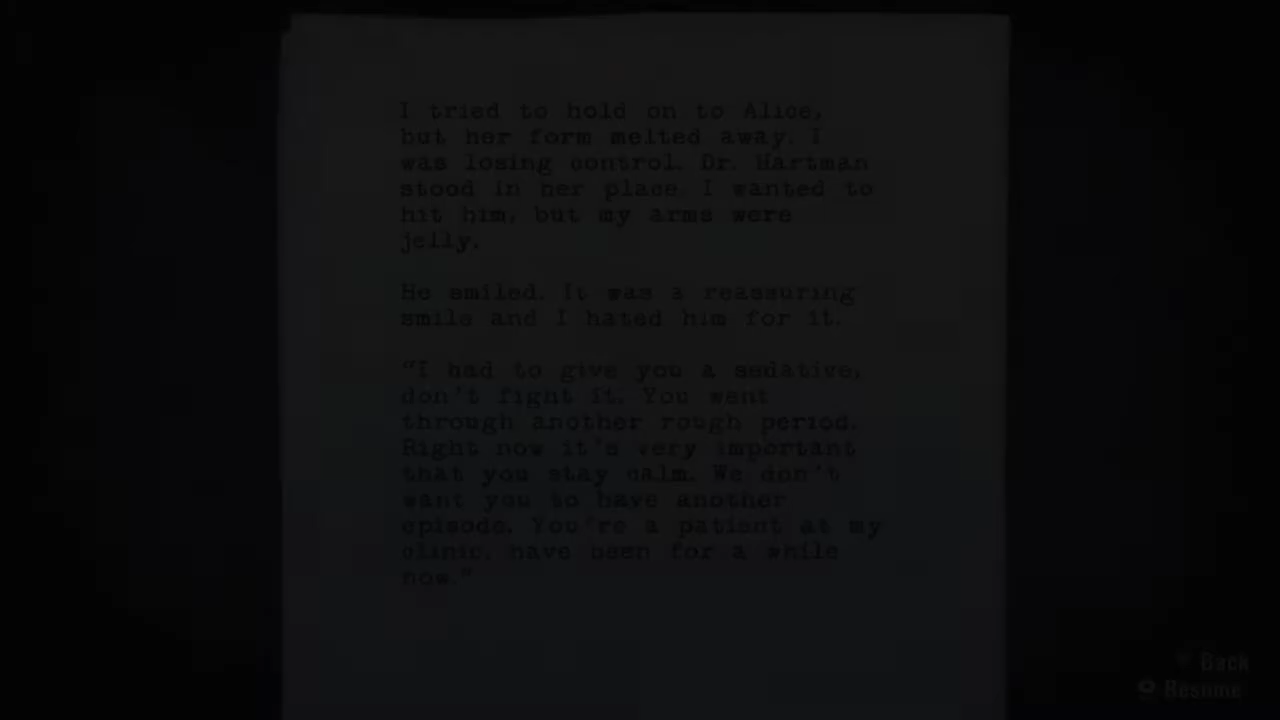 I tried to hold on to Alice,
but her form melted away. I
was losing control. Dr. Hartman
stood in her place. I wanted to
hit him, but my arms were
jelly.
He smiled. It was a reassuring
smile and I hated him for it.
“I had to give you a sedative,
don't fight it. You went
through another rough period.
Right now it's very important
that you stay calm. We don't
want you to have another
episode. You're a patient at my
clinic, have been for a while
now.”
Back
Resume